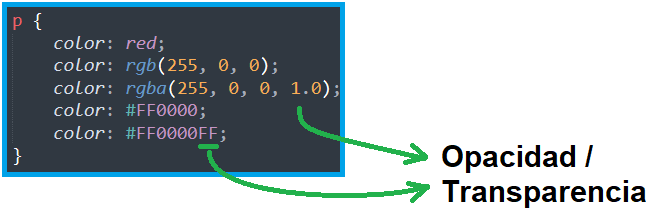 p {
color: red;
color: rgb(255, 0, 0);
color: rgba(255, 0, 0, 1.0);
color: #FF0000;
color: #FF0000FF;
}
Opacidad /
Transparencia